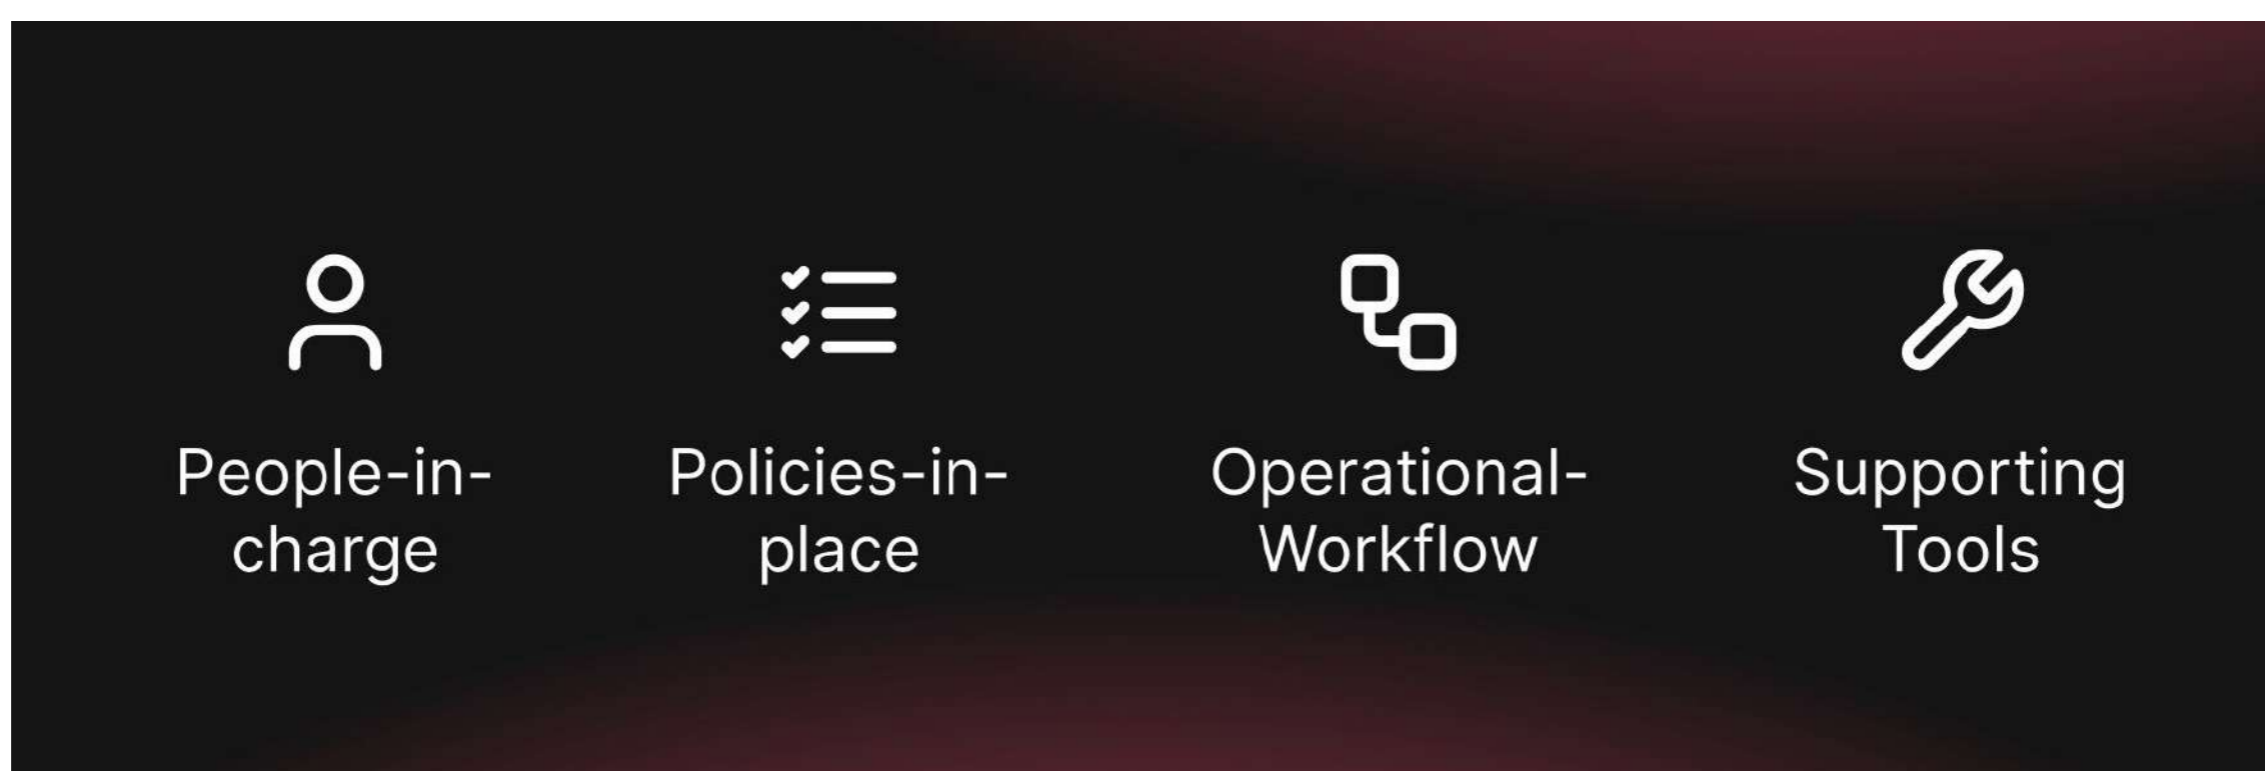 People-in-
charge
Policies-in-
place
Operational-
Workflow
Supporting
Tools